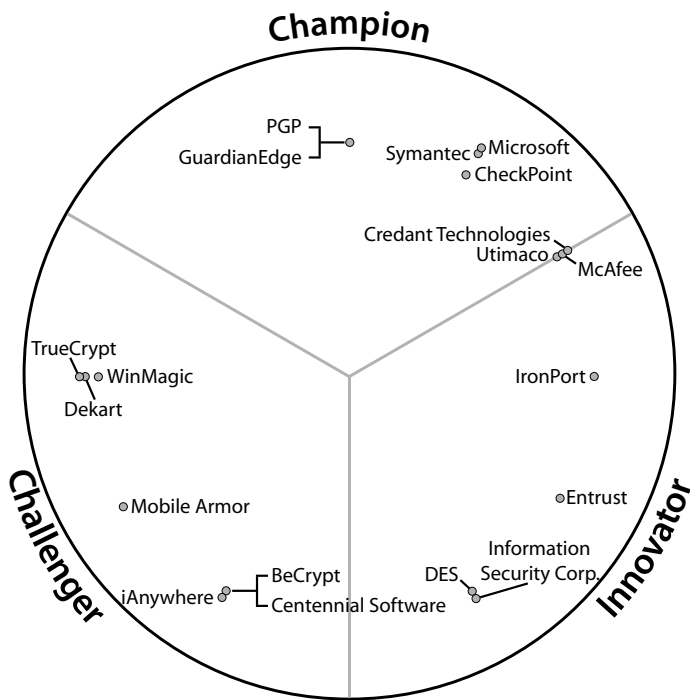 Champion
PGP
GuardianEdge
Symantec
Microsoft
CheckPoint
Credant Technologies
Utimaco
McAfee
TrueCrypt
WinMagic
Dekart
IronPort
Mobile Armor
Entrust
Challenger
Innovator
Information
Security Corp.
DES
BeCrypt
iAnywhere
Centennial Software